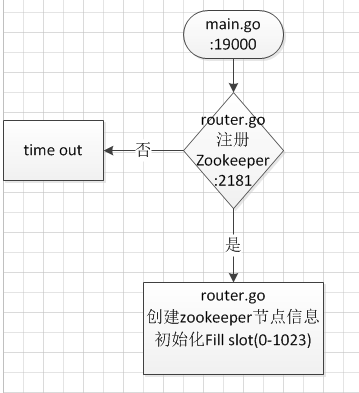 main.go
:19000
router.go
注册
Zookeeper
:2181
否
time out
是
router.go
创建zookeeper节点信息
初始化Fill slot(0-1023)